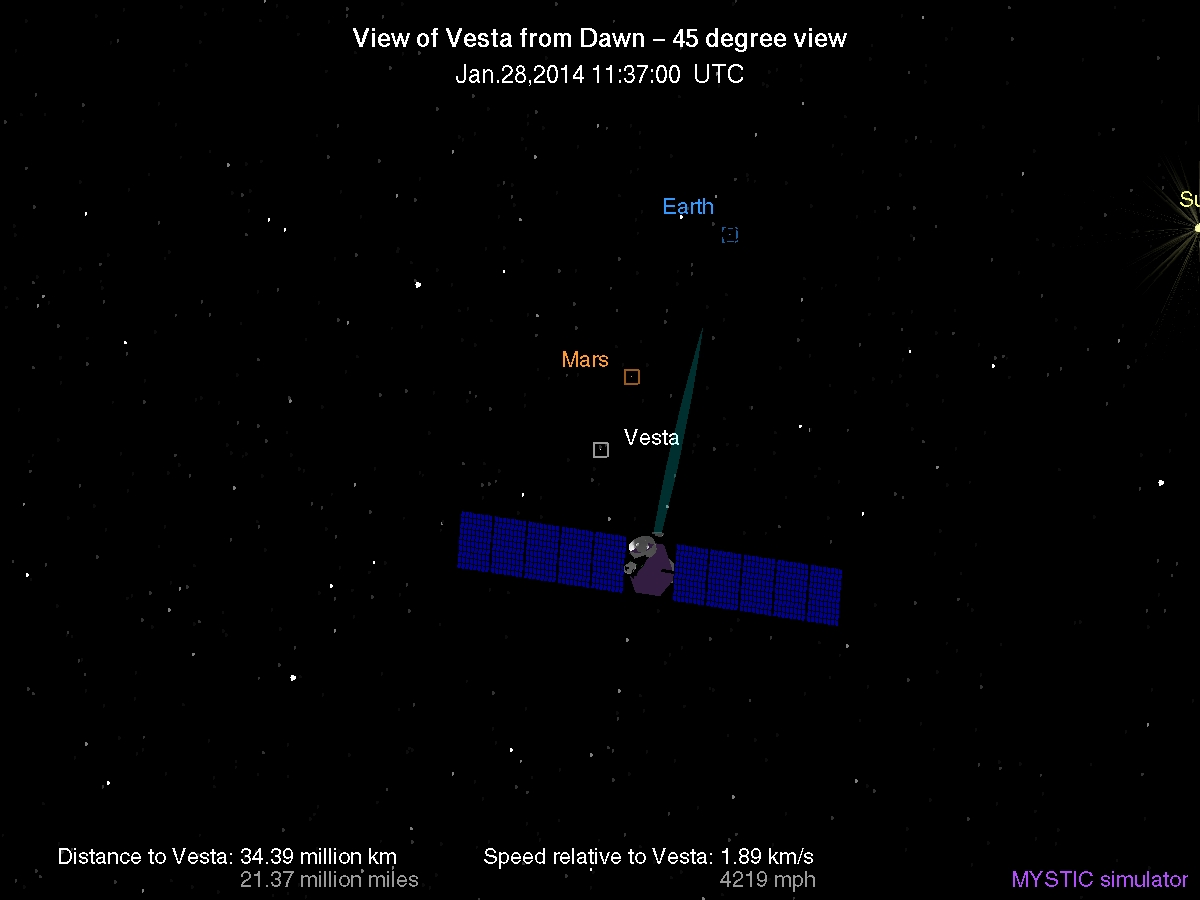 View of Vesta from Dawn – 45 degree view
Jan.28,2014 11:37:00 UTC
Su
Earth
Mars
Vesta
Distance to Vesta: 34.39 million km
21.37 million miles
Speed relative to Vesta: 1.89 km/s
4219 mph
MYSTIC simulator